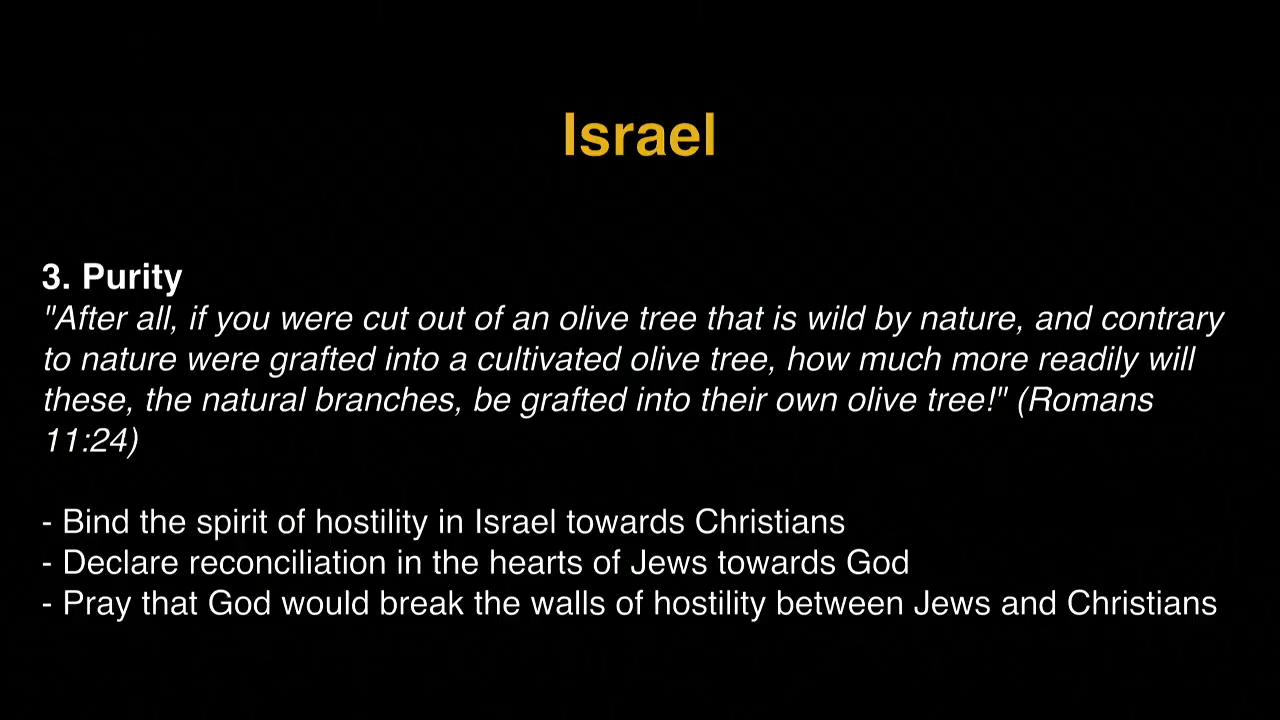 Israel
3. Purity
"After all, if you were cut out of an olive tree that is wild by nature, and contrary
to nature were grafted into a cultivated olive tree, how much more readily will
these, the natural branches, be grafted into their own olive tree!" (Romans
11:24)
- Bind the spirit of hostility in Israel towards Christians
- Declare reconciliation in the hearts of Jews towards God
- Pray that God would break the walls of hostility between Jews and Christians